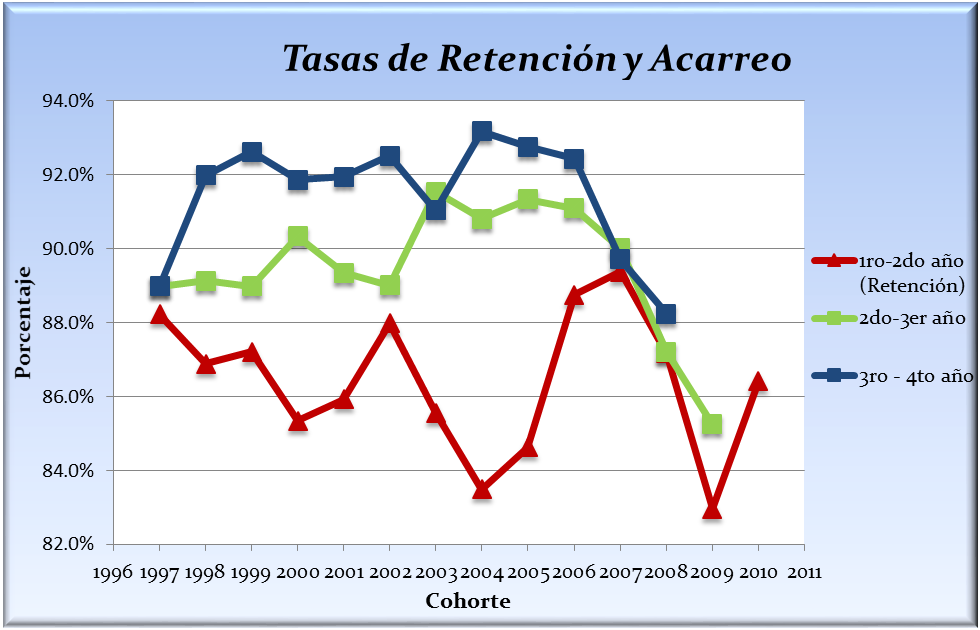 Tasas de Retención y Acarreo
94.0%
92.0%
90.0%
88.0%
86.0%
84.0%
82.0%
Porcentaje
1996 1997 1998 1999 2000 2001 2002 2003 2004 2005 2006 2007 2008 2009 2010 2011
Cohorte
1ro-2do año
(Retención)
2do-3er año
3ro - 4to año